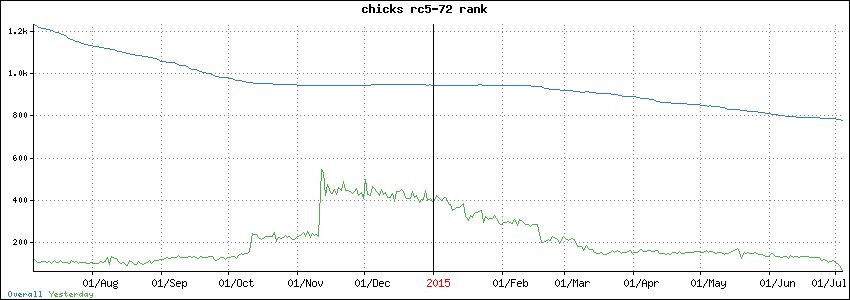 chicks rc5-72 rank
1.2k
1.0k
800
600
400
200
01/Aug 01/Sep 01/Oct 01/Nov 01/Dec 2015 01/Feb 01/Mar 01/Apr 01/May 01/Jun 01/Jul
Overall Yesterday